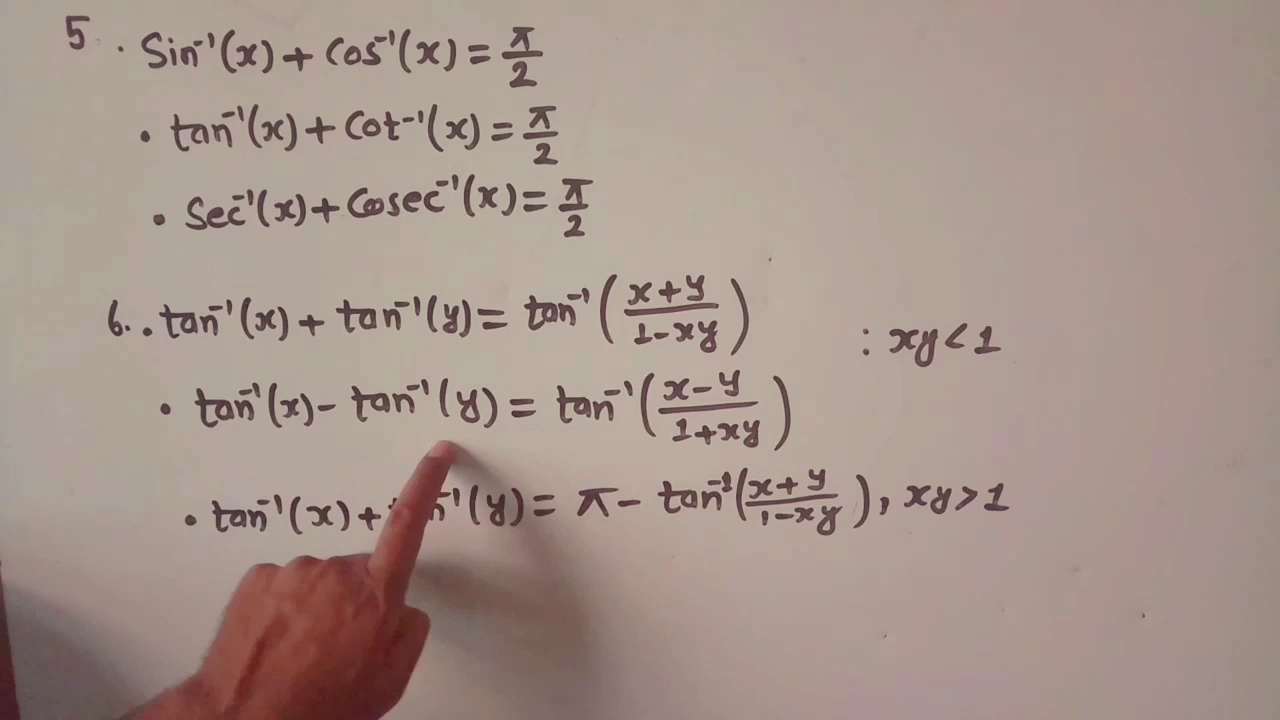 5 . Sin⁻¹(x) + Cos⁻¹(x) = π/2
• tan⁻¹(x) + Cot⁻¹(x) = π/2
• Sec⁻¹(x) + Cosec⁻¹(x) = π/2
6. . tan⁻¹(x) + tan⁻¹(y) = tan⁻¹((x+y)/(1-xy)) : xy < 1
• tan⁻¹(x) - tan⁻¹(y) = tan⁻¹((x-y)/(1+xy))
• tan⁻¹(x) + n⁻¹(y) = π - tan⁻¹((x+y)/(1-xy)), xy > 1